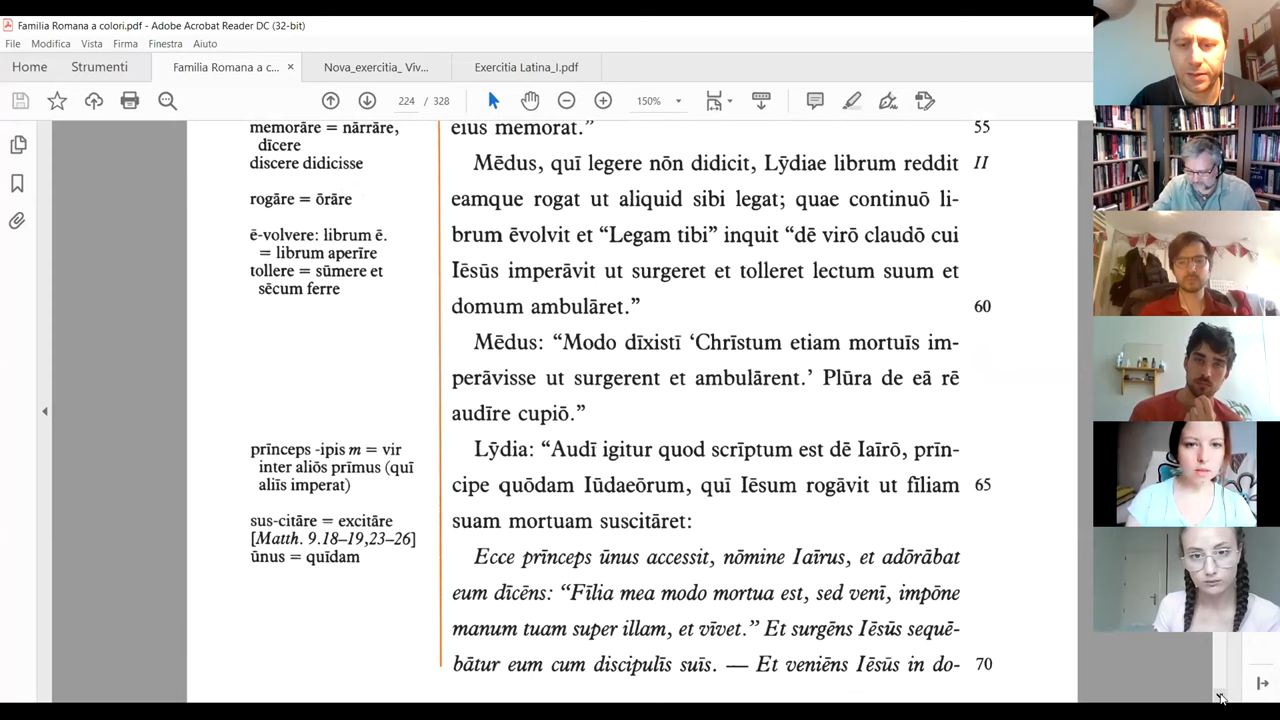 Familia Romana a colori.pdf - Adobe Acrobat Reader DC (32-bit)
File Modifica Vista Firma Finestra Aiuto
Home Strumenti Familia Romana a c... × Nova_exercitia_ Viv... Exercitia Latina_I.pdf
224 / 328 150%
memorāre = nārrāre,
dīcere
discere didicisse
rogāre = ōrāre
ē-volvere: librum ē.
= librum aperīre
tollere = sūmere et
sēcum ferre
prīnceps -ipis m = vir
inter aliōs prīmus (quī
aliīs imperat)
sus-citāre = excitāre
[Matth. 9.18–19,23–26]
ūnus = quīdam
eius memorat.” 55
Mēdus, quī legere nōn didicit, Lȳdiae librum reddit II
eamque rogat ut aliquid sibi legat; quae continuō li-
brum ēvolvit et “Legam tibi” inquit “dē virō claudō cui
Iēsūs imperāvit ut surgeret et tolleret lectum suum et
domum ambulāret.” 60
Mēdus: “Modo dīxistī ‘Chrīstum etiam mortuīs im-
perāvisse ut surgerent et ambulārent.’ Plūra de eā rē
audīre cupiō.”
Lȳdia: “Audī igitur quod scrīptum est dē Iaīrō, prīn-
cipe quōdam Iūdaeōrum, quī Iēsum rogāvit ut fīliam 65
suam mortuam suscitāret:
Ecce prīnceps ūnus accessit, nōmine Iaīrus, et adōrābat
eum dīcēns: “Fīlia mea modo mortua est, sed venī, impōne
manum tuam super illam, et vīvet.” Et surgēns Iēsūs sequē-
bātur eum cum discipulīs suīs. — Et veniēns Iēsūs in do- 70